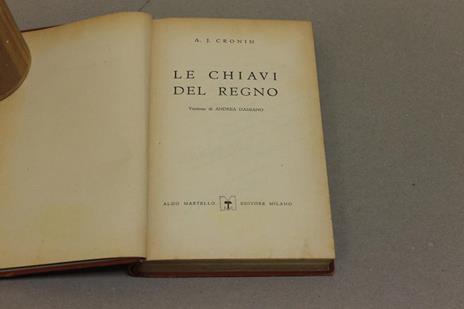 A. J. CRONIN
LE CHIAVI
DEL REGNO
Versione di ANDREA DAMIANO
ALDO MARTELLO M EDITORE MILANO